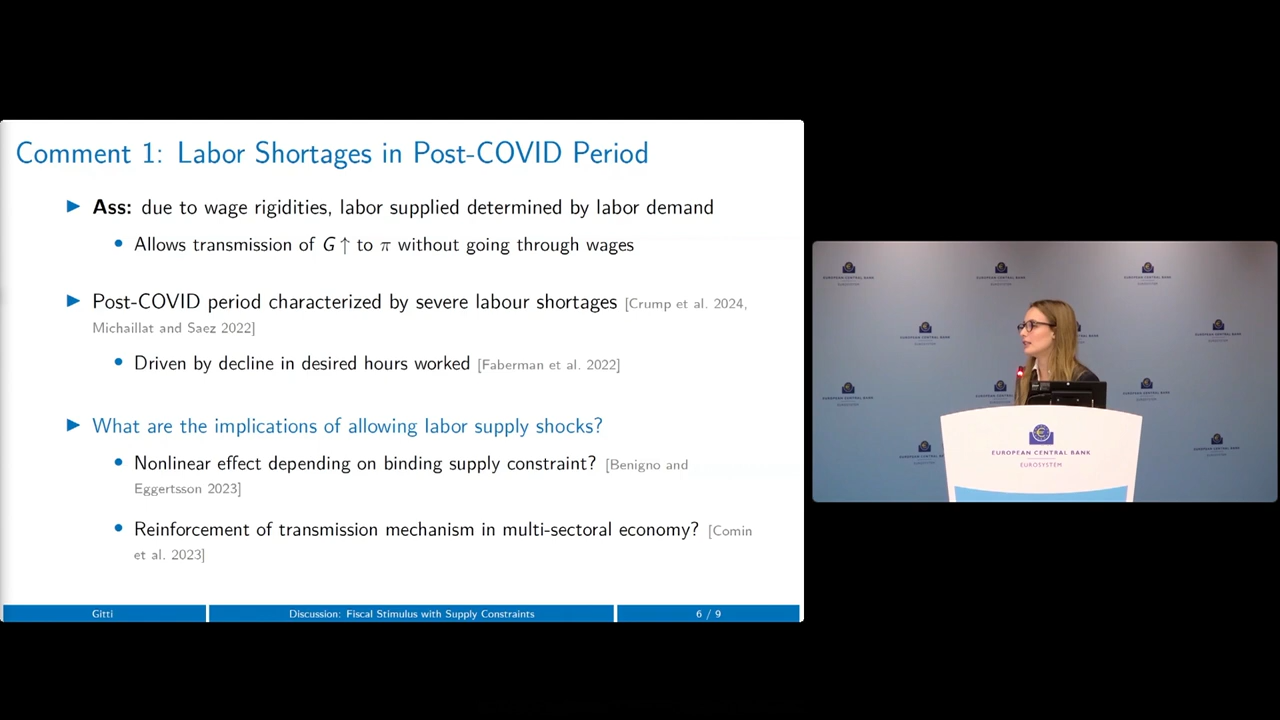 Comment 1: Labor Shortages in Post-COVID Period
▶ Ass: due to wage rigidities, labor supplied determined by labor demand
• Allows transmission of G ↑ to π without going through wages
▶ Post-COVID period characterized by severe labour shortages [Crump et al. 2024,
Michaillat and Saez 2022]
• Driven by decline in desired hours worked [Faberman et al. 2022]
▶ What are the implications of allowing labor supply shocks?
• Nonlinear effect depending on binding supply constraint? [Benigno and
Eggertsson 2023]
• Reinforcement of transmission mechanism in multi-sectoral economy? [Comin
et al. 2023]
Gitti
Discussion: Fiscal Stimulus with Supply Constraints
6 / 9
EUROPEAN CENTRAL BANK
EUROSYSTEM